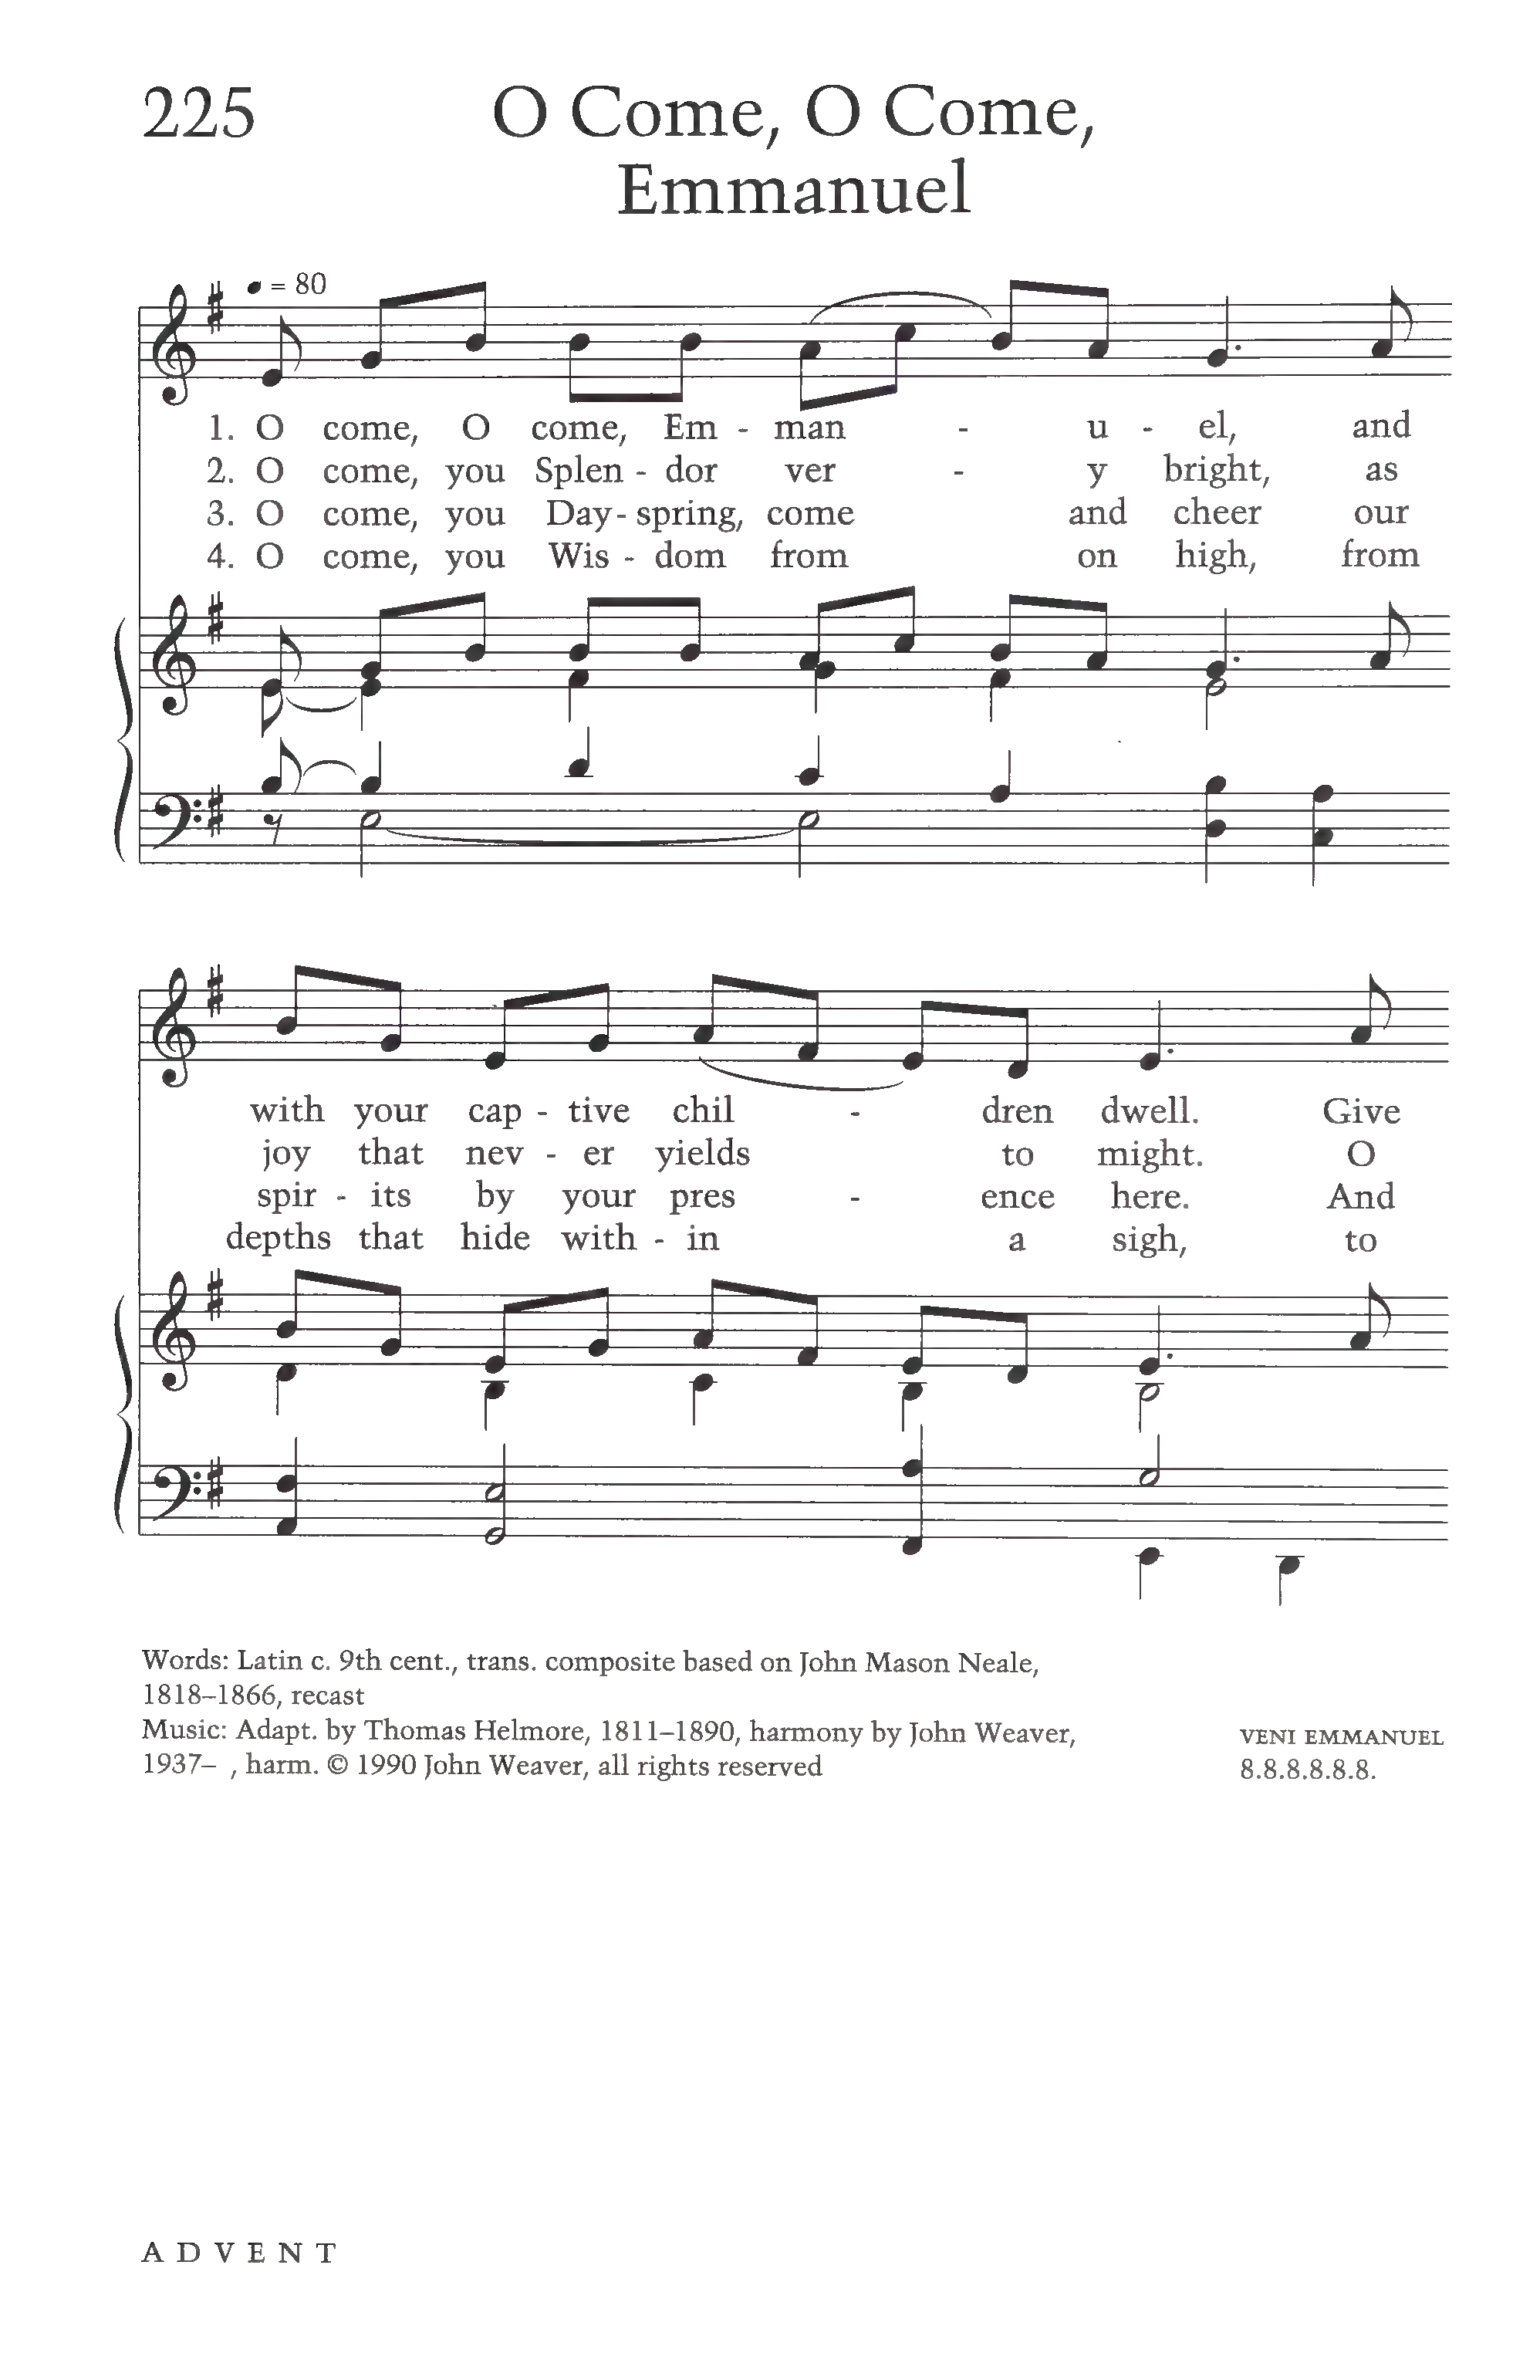 225
O Come, O Come,
Emmanuel
= 80
1. O come, O come, Em - man - u - el, and
2. O come, you Splen - dor ver - y bright, as
3. O come, you Day - spring, come and cheer our
4. O come, you Wis - dom from on high, from
with your cap - tive chil - dren dwell. Give
joy that nev - er yields to might. O
spir - its by your pres - ence here. And
depths that hide with - in a sigh, to
Words: Latin c. 9th cent., trans. composite based on John Mason Neale,
1818–1866, recast
Music: Adapt. by Thomas Helmore, 1811–1890, harmony by John Weaver,
1937– , harm. © 1990 John Weaver, all rights reserved
VENI EMMANUEL
8.8.8.8.8.8.
ADVENT